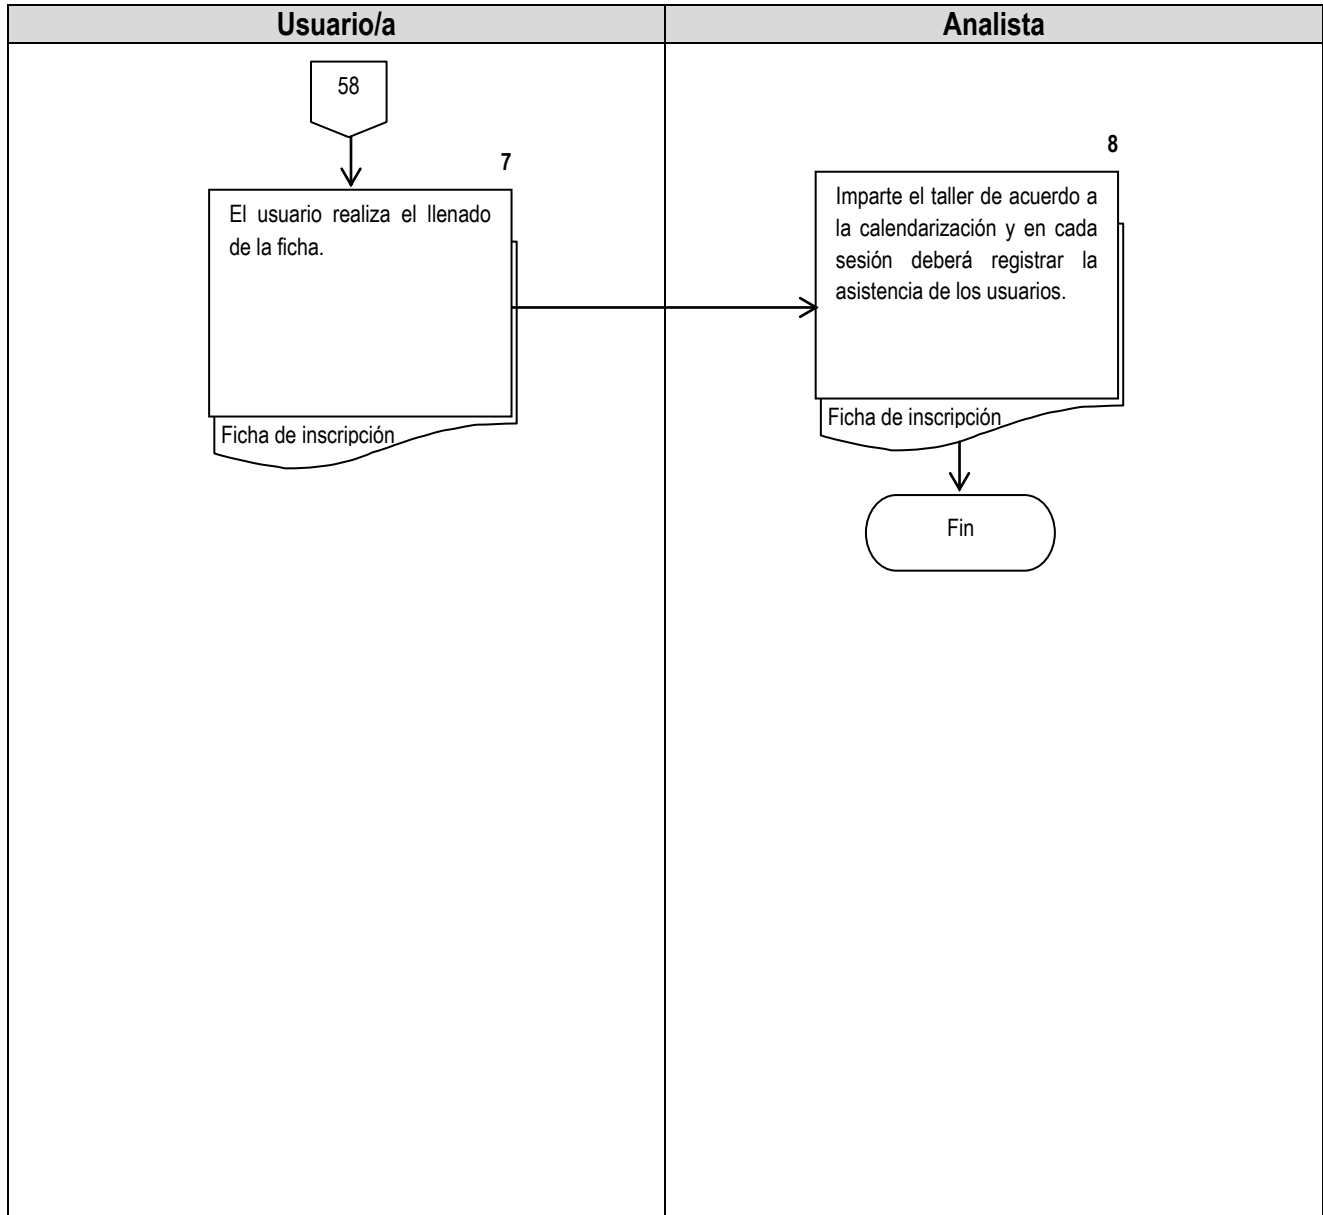 Usuario/a
Analista
58
7
El usuario realiza el llenado
de la ficha.
Ficha de inscripción
8
Imparte el taller de acuerdo a
la calendarización y en cada
sesión deberá registrar la
asistencia de los usuarios.
Ficha de inscripción
Fin